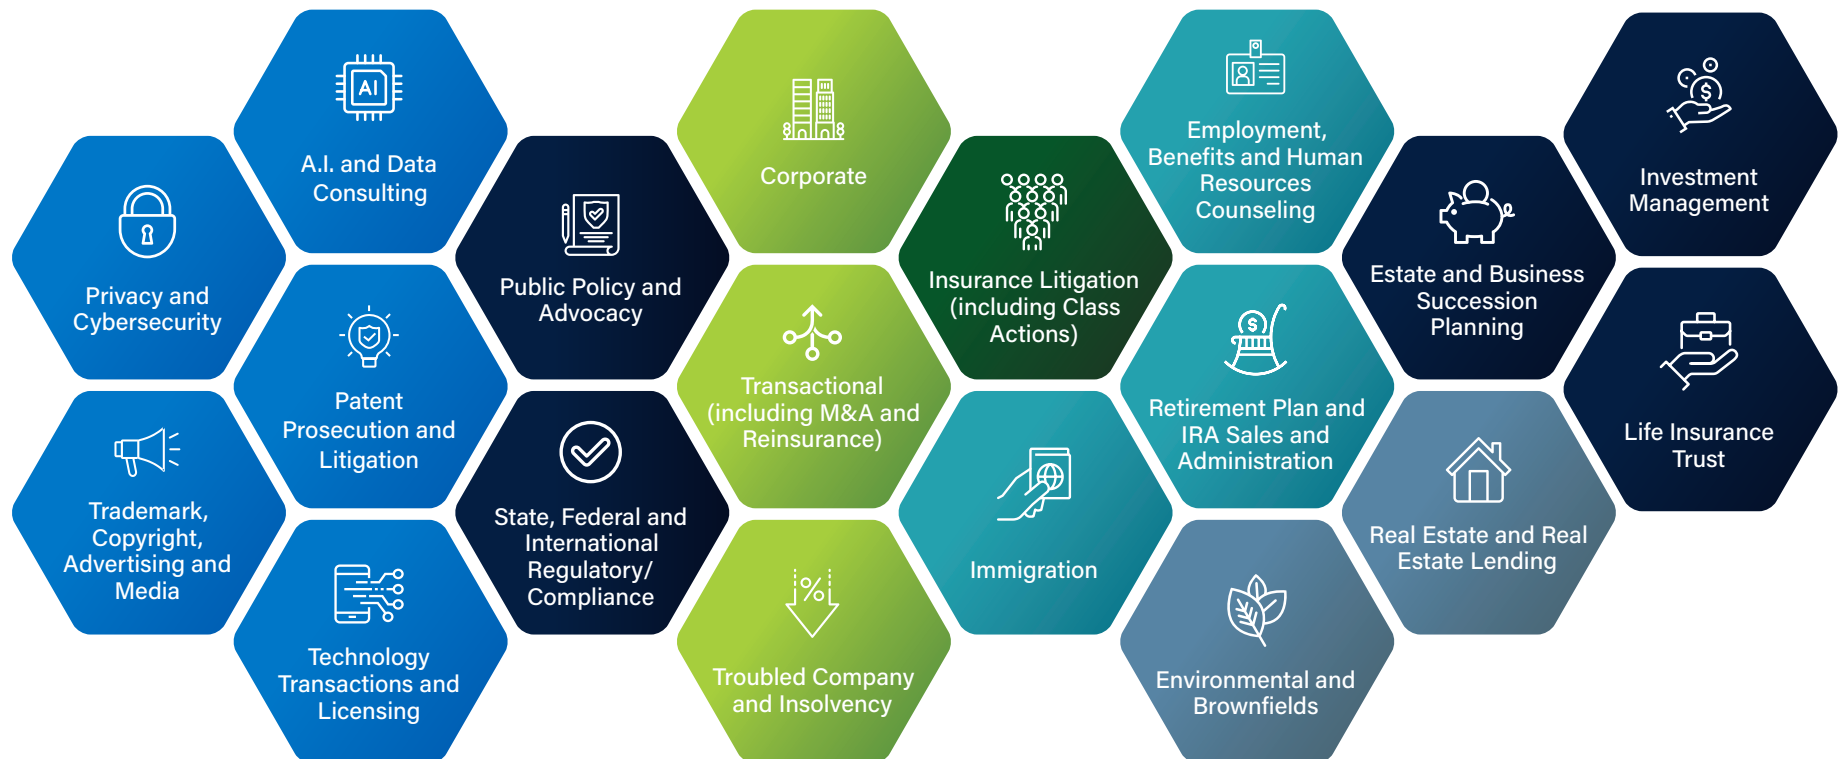 AI
A.I. and Data
Consulting
Privacy and
Cybersecurity
Patent
Prosecution and
Litigation
Trademark,
Copyright,
Advertising and
Media
Technology
Transactions and
Licensing
Public Policy and
Advocacy
State, Federal and
International
Regulatory/
Compliance
Corporate
Transactional
(including M&A and
Reinsurance)
%
Troubled Company
and Insolvency
Insurance Litigation
(including Class
Actions)
Immigration
Employment,
Benefits and Human
Resources
Counseling
$
Retirement Plan and
IRA Sales and
Administration
Environmental and
Brownfields
Estate and Business
Succession
Planning
Real Estate and Real
Estate Lending
$
Investment
Management
Life Insurance
Trust